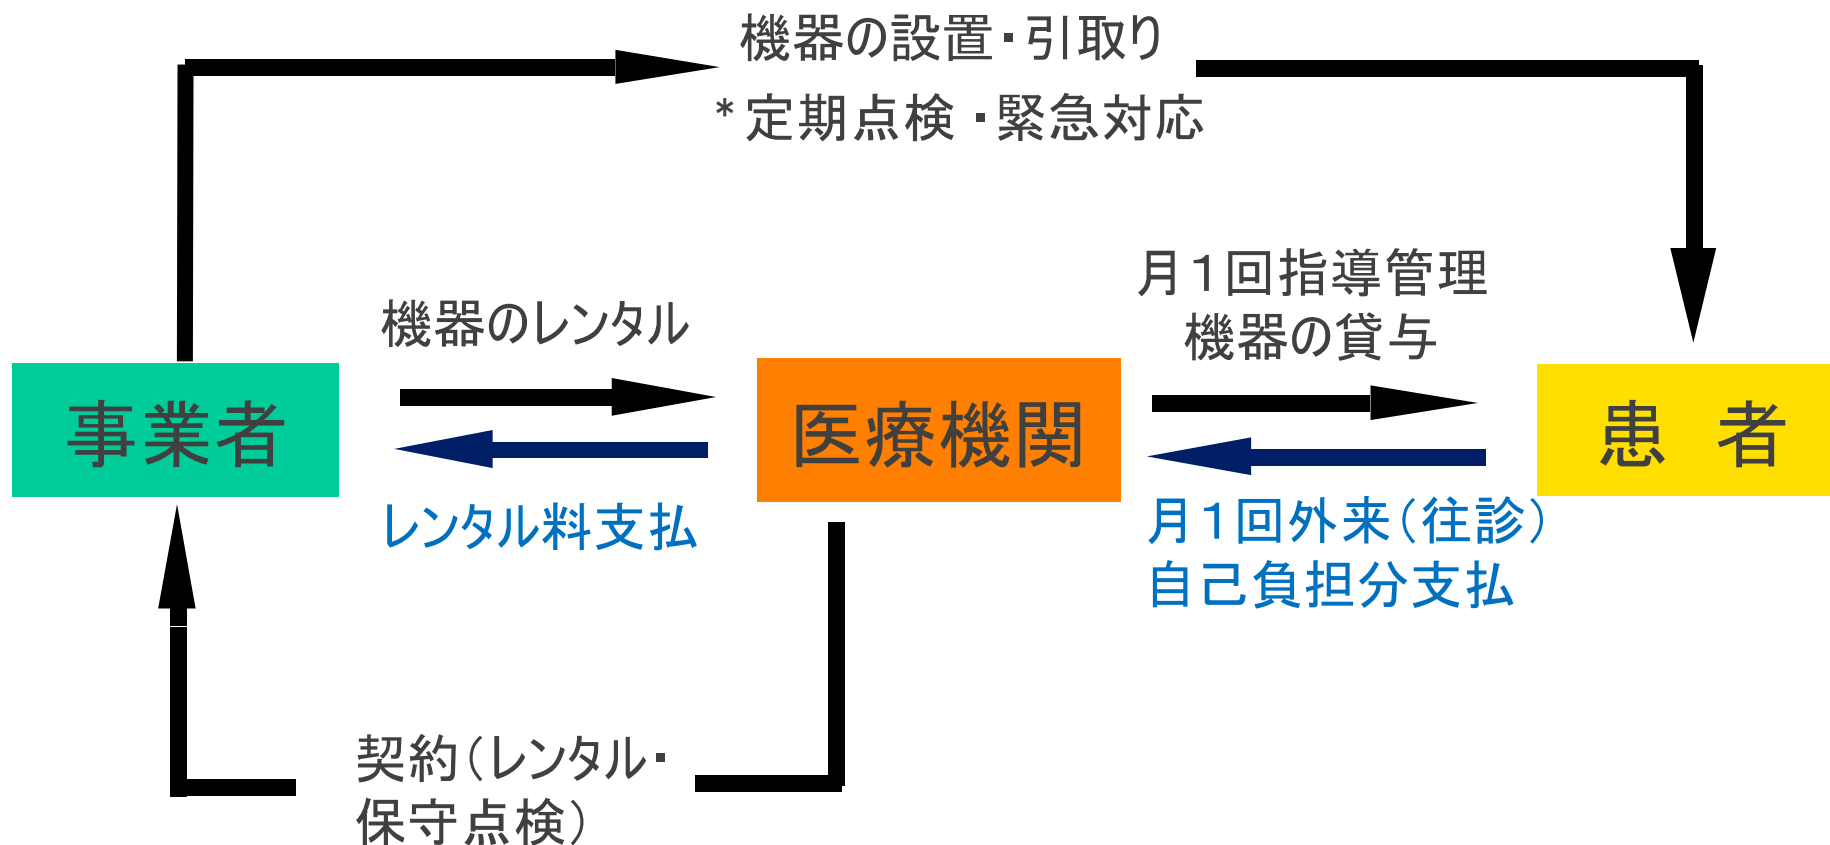 機器の設置・引取り
*定期点検・緊急対応
機器のレンタル
月1回指導管理
機器の貸与
事業者
医療機関
患 者
レンタル料支払
月1回外来(往診)
自己負担分支払
契約(レンタル・
保守点検)